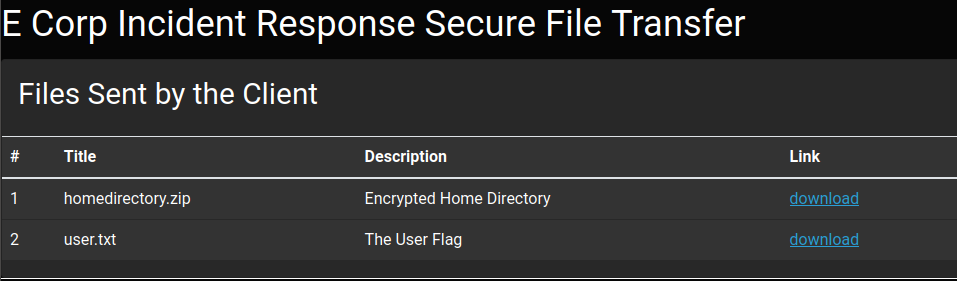 E Corp Incident Response Secure File Transfer
Files Sent by the Client
# Title Description Link
1 homedirectory.zip Encrypted Home Directory download
2 user.txt The User Flag download